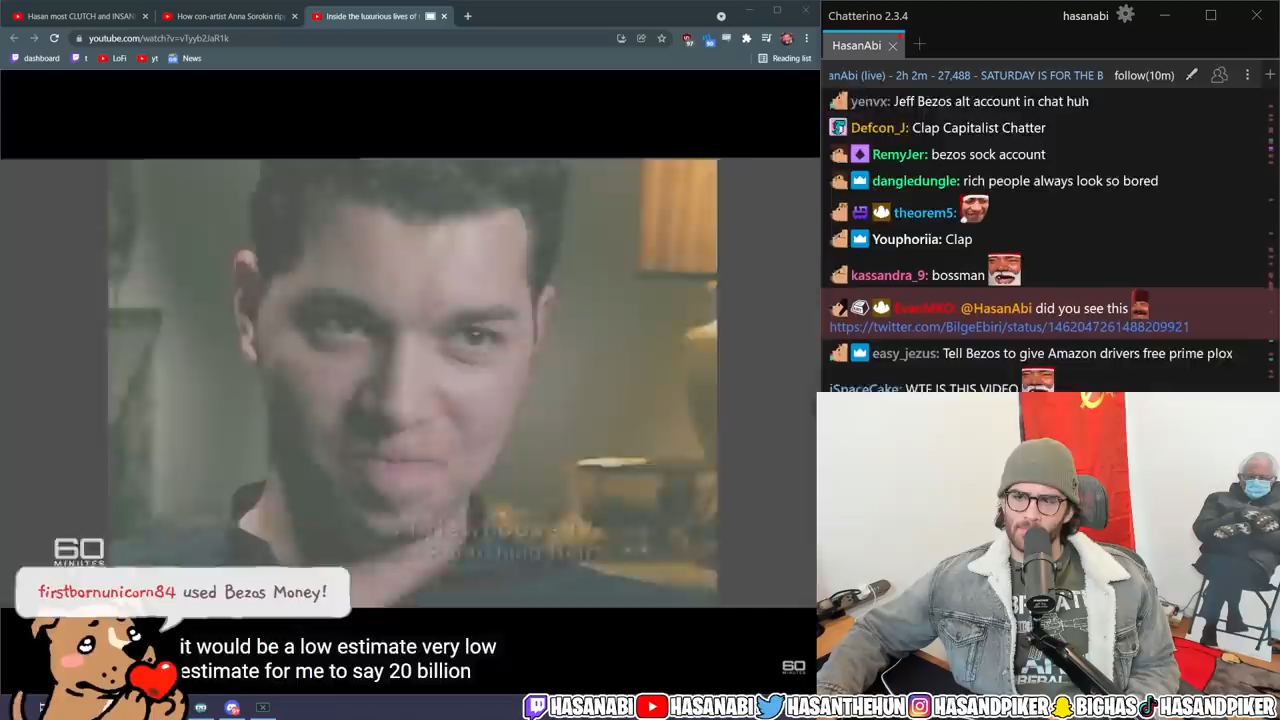 Hasan most CLUTCH and INSAN
How con-artist Anna Sorokin rip
Inside the luxurious lives of
youtube.com/watch?v=vTyyb2JaR1k
dashboard
t
LoFi
yt
News
Reading list
Chatterino 2.3.4
hasanabi
HasanAbi
anAbi (live) - 2h 2m - 27,488 - SATURDAY IS FOR THE B
follow(10m)
yenvx: Jeff Bezos alt account in chat huh
Defcon_J: Clap Capitalist Chatter
RemyJer: bezos sock account
dangledungle: rich people always look so bored
theorem5:
Youphoriia: Clap
kassandra_9: bossman
EvanMKO: @HasanAbi did you see this
https://twitter.com/BilgeEbiri/status/1462047261488209921
easy_jezus: Tell Bezos to give Amazon drivers free prime plox
iSpaceCake: WTF IS THIS VIDEO
60
MINUTES
firstbornunicorn84 used Bezos Money!
it would be a low estimate very low
estimate for me to say 20 billion
60
HASANABI
HASANABI
HASANTHEHUN
HASANDPIKER
BIGHAS
HASANDPIKER